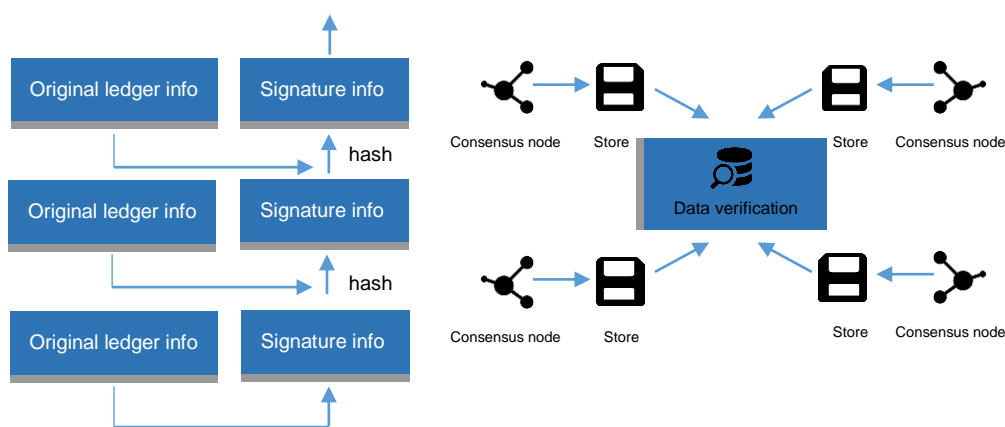 Original ledger info
Signature info
hash
Original ledger info
Signature info
hash
Original ledger info
Signature info
Consensus node
Store
Store
Consensus node
Data verification
Consensus node
Store
Store
Consensus node